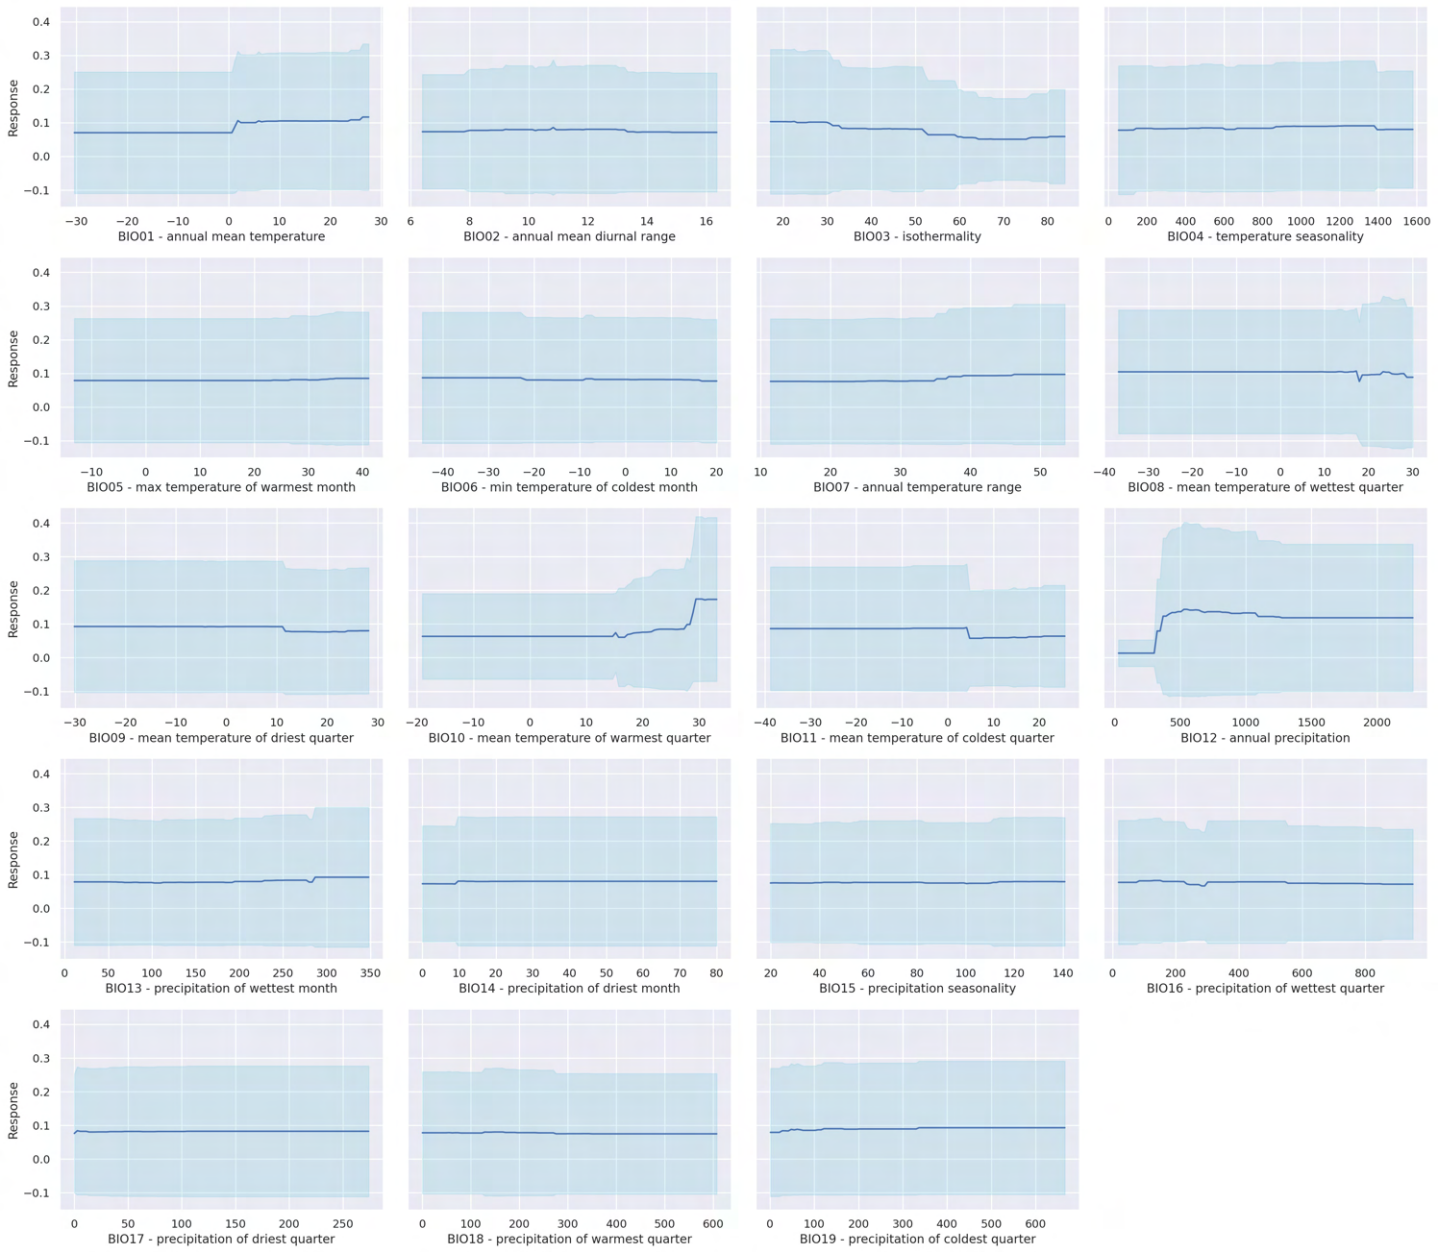 0.4
0.3
0.2
0.1
0.0
−0.1
Response
−30 −20 −10 0 10 20 30
BIO01 - annual mean temperature
6 8 10 12 14 16
BIO02 - annual mean diurnal range
20 30 40 50 60 70 80
BIO03 - isothermality
0 200 400 600 800 1000 1200 1400 1600
BIO04 - temperature seasonality
0.4
0.3
0.2
0.1
0.0
−0.1
Response
−10 0 10 20 30 40
BIO05 - max temperature of warmest month
−40 −30 −20 −10 0 10 20
BIO06 - min temperature of coldest month
10 20 30 40 50
BIO07 - annual temperature range
−40 −30 −20 −10 0 10 20 30
BIO08 - mean temperature of wettest quarter
0.4
0.3
0.2
0.1
0.0
−0.1
Response
−30 −20 −10 0 10 20 30
BIO09 - mean temperature of driest quarter
−20 −10 0 10 20 30
BIO10 - mean temperature of warmest quarter
−40 −30 −20 −10 0 10 20
BIO11 - mean temperature of coldest quarter
0 500 1000 1500 2000
BIO12 - annual precipitation
0.4
0.3
0.2
0.1
0.0
−0.1
Response
0 50 100 150 200 250 300 350
BIO13 - precipitation of wettest month
0 10 20 30 40 50 60 70 80
BIO14 - precipitation of driest month
20 40 60 80 100 120 140
BIO15 - precipitation seasonality
0 200 400 600 800
BIO16 - precipitation of wettest quarter
0.4
0.3
0.2
0.1
0.0
−0.1
Response
0 50 100 150 200 250
BIO17 - precipitation of driest quarter
0 100 200 300 400 500 600
BIO18 - precipitation of warmest quarter
0 100 200 300 400 500 600
BIO19 - precipitation of coldest quarter